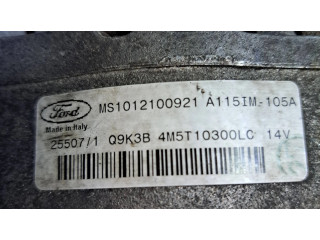 Ford
MS1012100921 A115IM-105A
Made in Italy
25507/1 Q9K3B 4M5T10300LC 14V